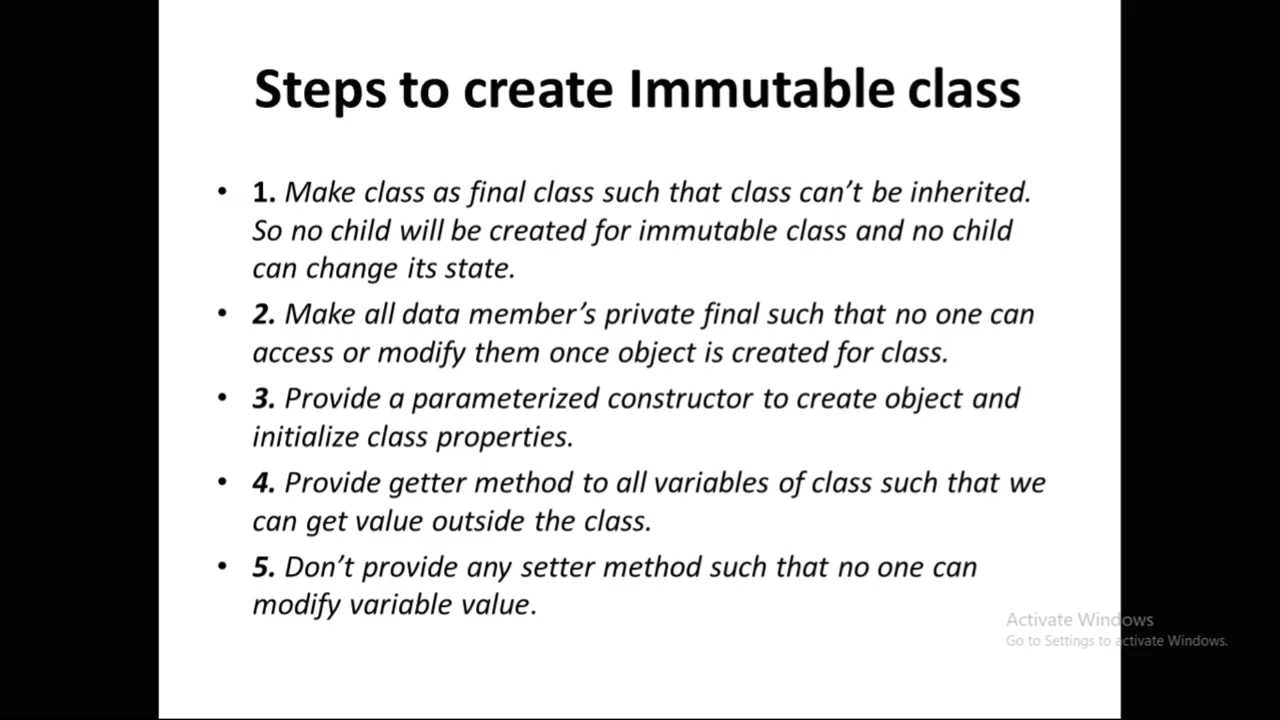 Steps to create Immutable class
• 1. Make class as final class such that class can’t be inherited.
So no child will be created for immutable class and no child
can change its state.
• 2. Make all data member’s private final such that no one can
access or modify them once object is created for class.
• 3. Provide a parameterized constructor to create object and
initialize class properties.
• 4. Provide getter method to all variables of class such that we
can get value outside the class.
• 5. Don’t provide any setter method such that no one can
modify variable value.
Activate Windows
Go to Settings to activate Windows.